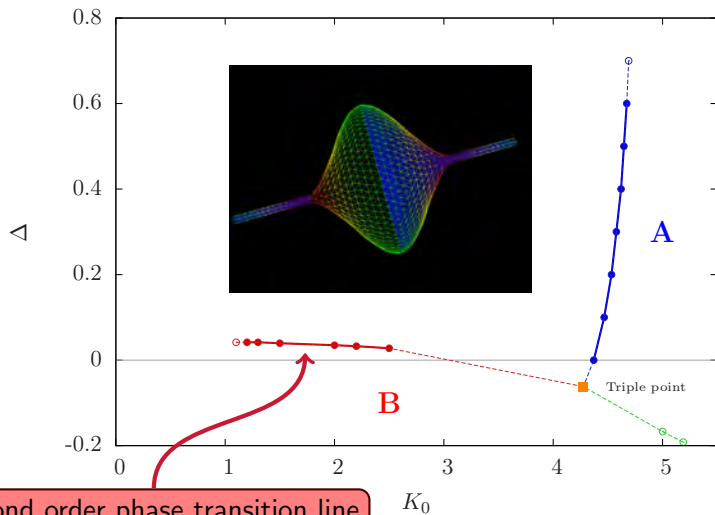 0.8
0.6
0.4
0.2
0
-0.2
Δ
A
B
Triple point
0 1 2 3 4 5
K₀
ond order phase transition line